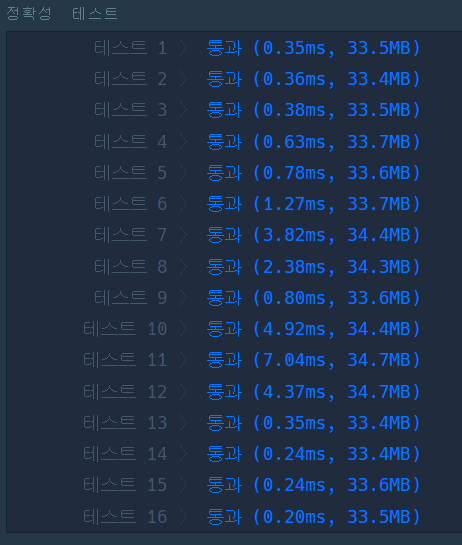 정확성 테스트
테스트 1 〉 통과 (0.35ms, 33.5MB)
테스트 2 〉 통과 (0.36ms, 33.4MB)
테스트 3 〉 통과 (0.38ms, 33.5MB)
테스트 4 〉 통과 (0.63ms, 33.7MB)
테스트 5 〉 통과 (0.78ms, 33.6MB)
테스트 6 〉 통과 (1.27ms, 33.7MB)
테스트 7 〉 통과 (3.82ms, 34.4MB)
테스트 8 〉 통과 (2.38ms, 34.3MB)
테스트 9 〉 통과 (0.80ms, 33.6MB)
테스트 10 〉 통과 (4.92ms, 34.4MB)
테스트 11 〉 통과 (7.04ms, 34.7MB)
테스트 12 〉 통과 (4.37ms, 34.7MB)
테스트 13 〉 통과 (0.35ms, 33.4MB)
테스트 14 〉 통과 (0.24ms, 33.4MB)
테스트 15 〉 통과 (0.24ms, 33.6MB)
테스트 16 〉 통과 (0.20ms, 33.5MB)